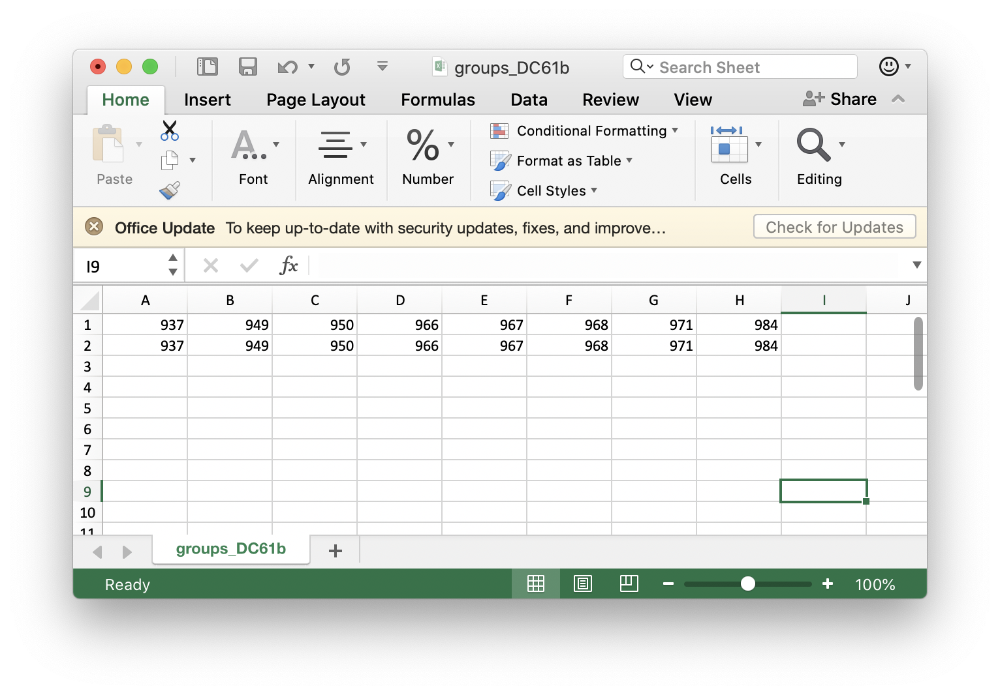 groups_DC61b
Search Sheet
Home Insert Page Layout Formulas Data Review View Share
Paste
Font
Alignment
%
Number
Conditional Formatting
Format as Table
Cell Styles
Cells
Editing
Office Update To keep up-to-date with security updates, fixes, and improve… Check for Updates
I9 fx
A B C D E F G H I J
1 937 949 950 966 967 968 971 984
2 937 949 950 966 967 968 971 984
3
4
5
6
7
8
9
10
11
groups_DC61b +
Ready 100%